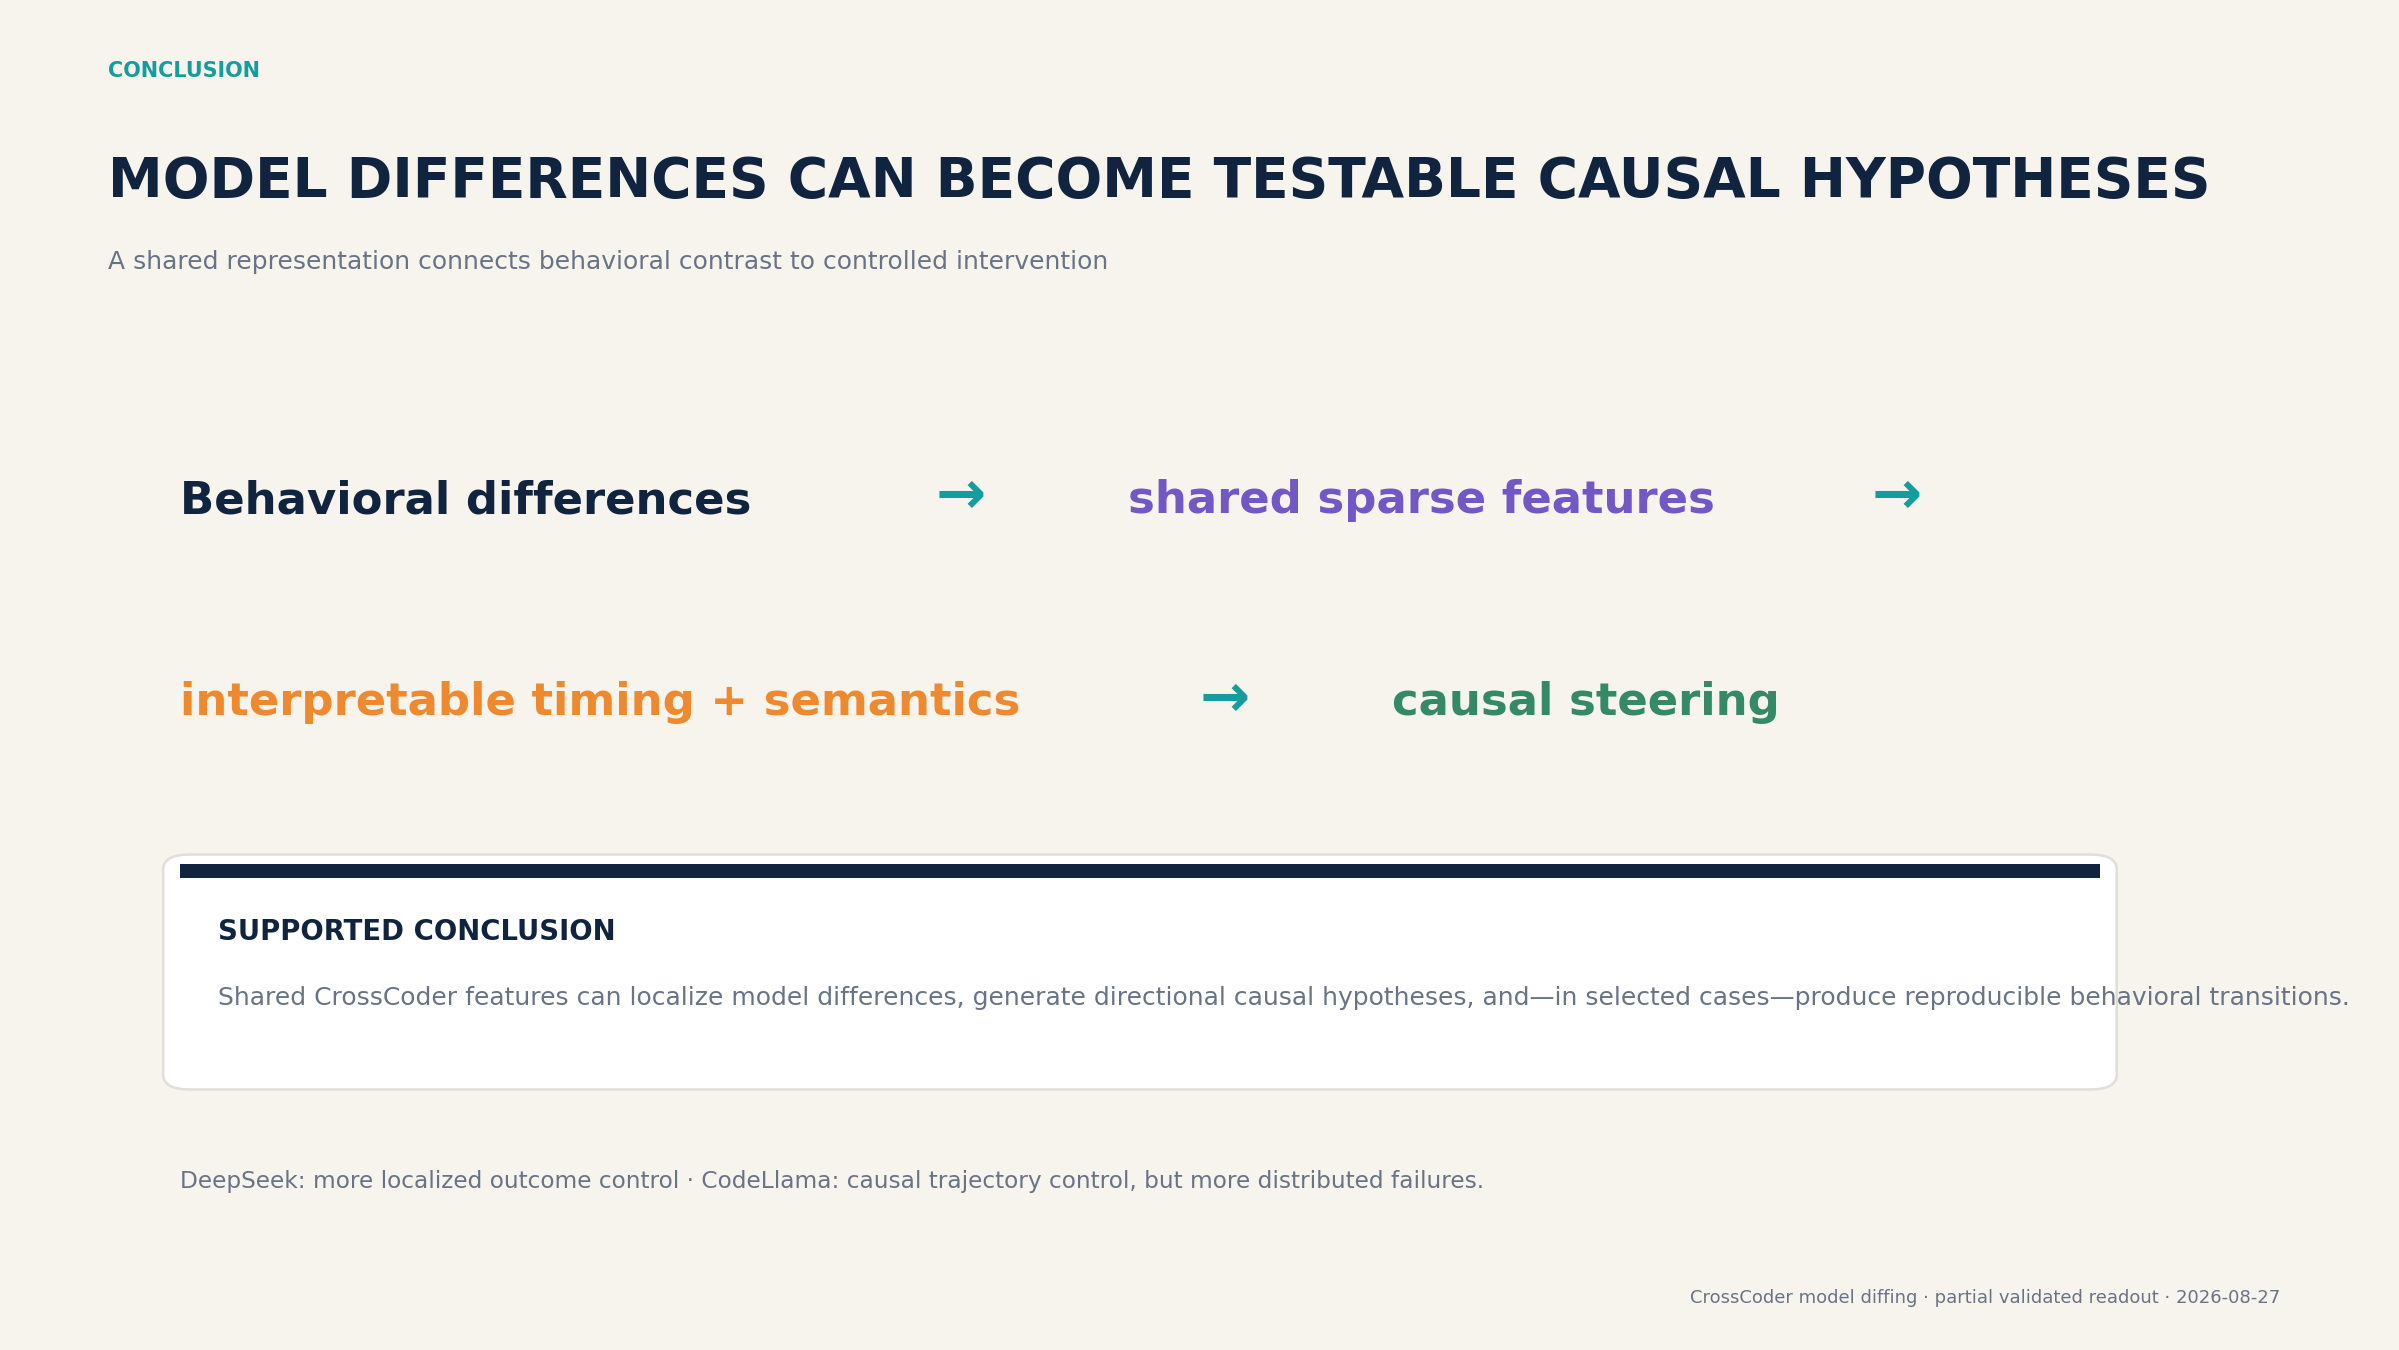 CONCLUSION
MODEL DIFFERENCES CAN BECOME TESTABLE CAUSAL HYPOTHESES
A shared representation connects behavioral contrast to controlled intervention
Behavioral differences → shared sparse features →
interpretable timing + semantics → causal steering
SUPPORTED CONCLUSION
Shared CrossCoder features can localize model differences, generate directional causal hypotheses, and—in selected cases—produce reproducible behavioral transitions.
DeepSeek: more localized outcome control · CodeLlama: causal trajectory control, but more distributed failures.
CrossCoder model diffing · partial validated readout · 2026-08-27